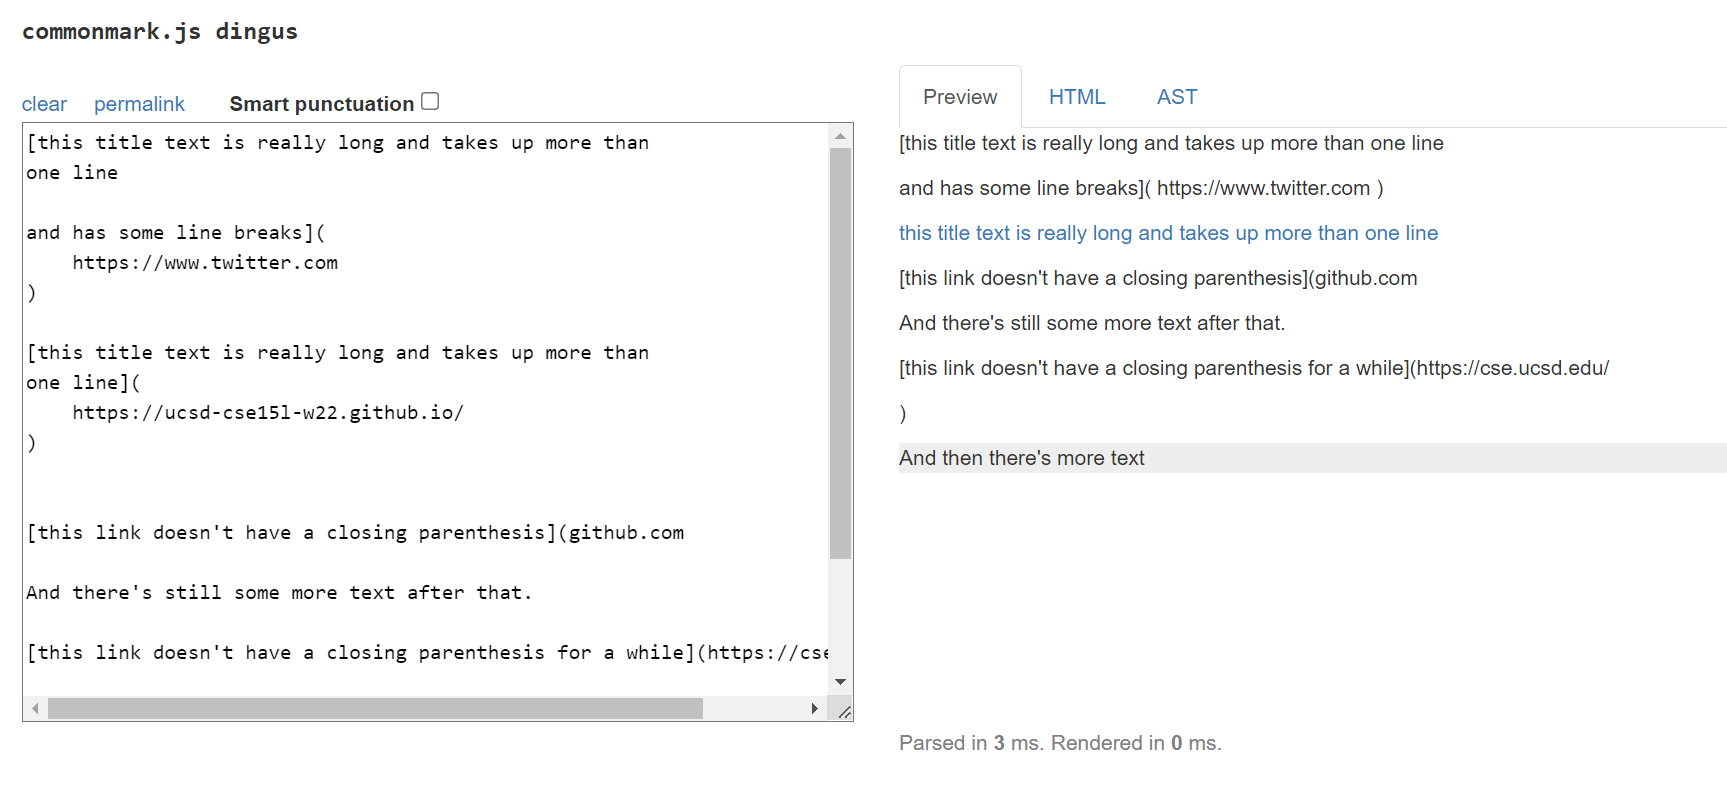 commonmark.js dingus
clear permalink Smart punctuation
[this title text is really long and takes up more than
one line
and has some line breaks](
https://www.twitter.com
)
[this title text is really long and takes up more than
one line](
https://ucsd-cse15l-w22.github.io/
)
[this link doesn't have a closing parenthesis](github.com
And there's still some more text after that.
[this link doesn't have a closing parenthesis for a while](https://cse
Preview HTML AST
[this title text is really long and takes up more than one line
and has some line breaks]( https://www.twitter.com )
this title text is really long and takes up more than one line
[this link doesn't have a closing parenthesis](github.com
And there's still some more text after that.
[this link doesn't have a closing parenthesis for a while](https://cse.ucsd.edu/
)
And then there's more text
Parsed in 3 ms. Rendered in 0 ms.